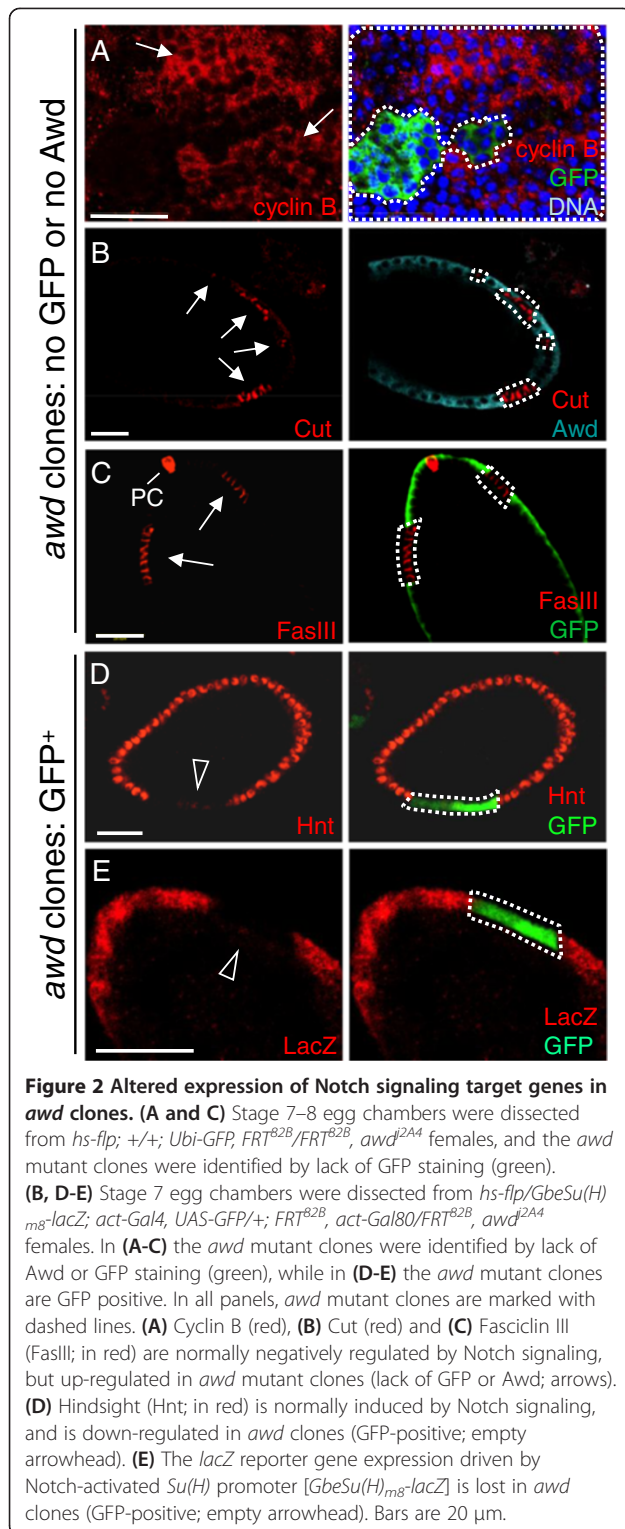 awd clones: no GFP or no Awd
A
cyclin B
cyclin B
GFP
DNA
B
Cut
Cut
Awd
C
PC
FasIII
FasIII
GFP
awd clones: GFP+
D
Hnt
Hnt
GFP
E
LacZ
LacZ
GFP
Figure 2 Altered expression of Notch signaling target genes in
awd clones. (A and C) Stage 7–8 egg chambers were dissected
from hs-flp; +/+; Ubi-GFP, FRT82B/FRT82B, awdj2A4 females, and the awd
mutant clones were identified by lack of GFP staining (green).
(B, D-E) Stage 7 egg chambers were dissected from hs-flp/GbeSu(H)
m8-lacZ; act-Gal4, UAS-GFP/+; FRT82B, act-Gal80/FRT82B, awdj2A4
females. In (A-C) the awd mutant clones were identified by lack of
Awd or GFP staining (green), while in (D-E) the awd mutant clones
are GFP positive. In all panels, awd mutant clones are marked with
dashed lines. (A) Cyclin B (red), (B) Cut (red) and (C) Fasciclin III
(FasIII; in red) are normally negatively regulated by Notch signaling,
but up-regulated in awd mutant clones (lack of GFP or Awd; arrows).
(D) Hindsight (Hnt; in red) is normally induced by Notch signaling,
and is down-regulated in awd clones (GFP-positive; empty
arrowhead). (E) The lacZ reporter gene expression driven by
Notch-activated Su(H) promoter [GbeSu(H)m8-lacZ] is lost in awd
clones (GFP-positive; empty arrowhead). Bars are 20 μm.